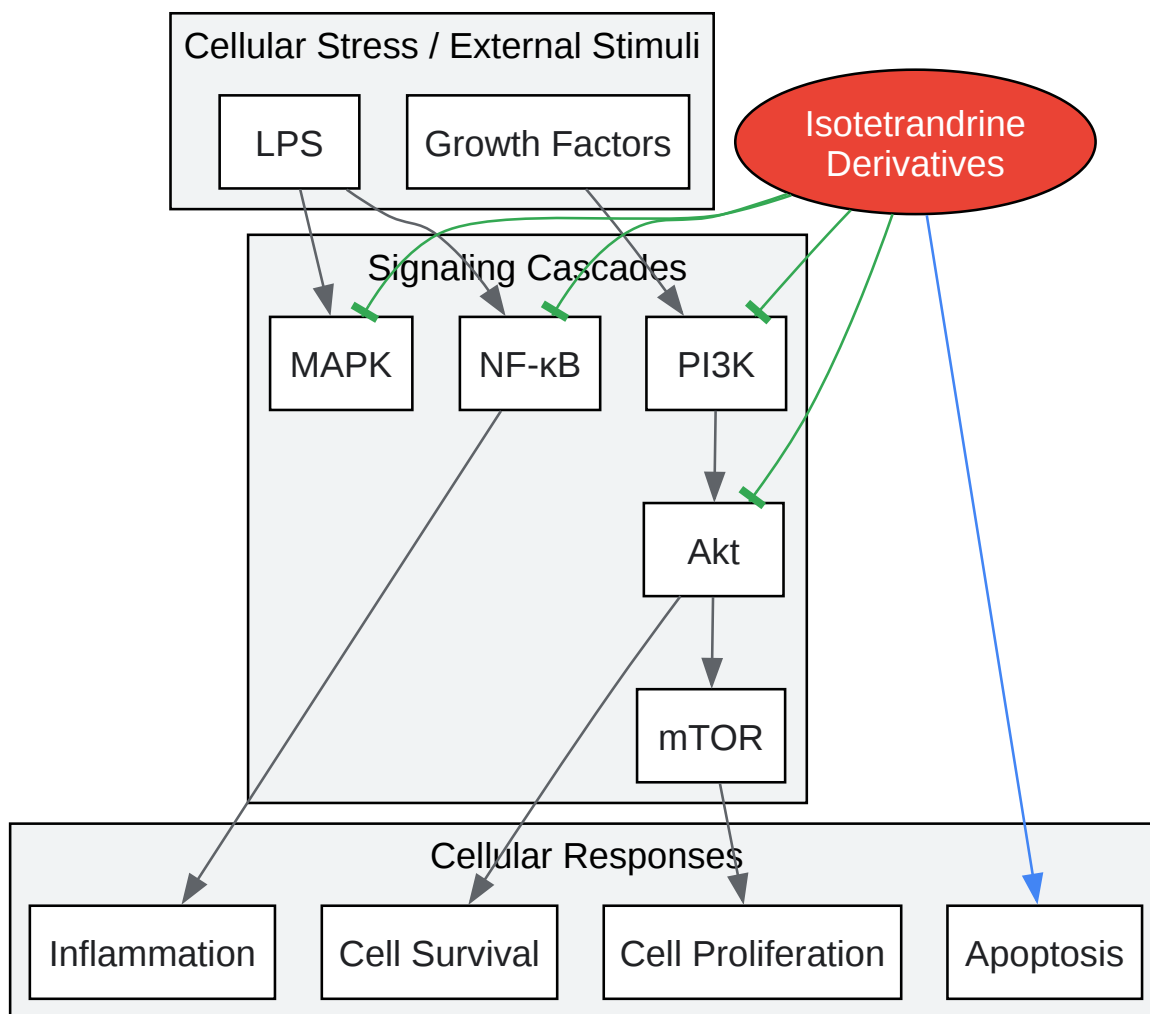 Cellular Stress / External Stimuli
LPS
Growth Factors
Isotetrandrine
Derivatives
Signaling Cascades
MAPK
NF-κB
PI3K
Akt
mTOR
Cellular Responses
Inflammation
Cell Survival
Cell Proliferation
Apoptosis